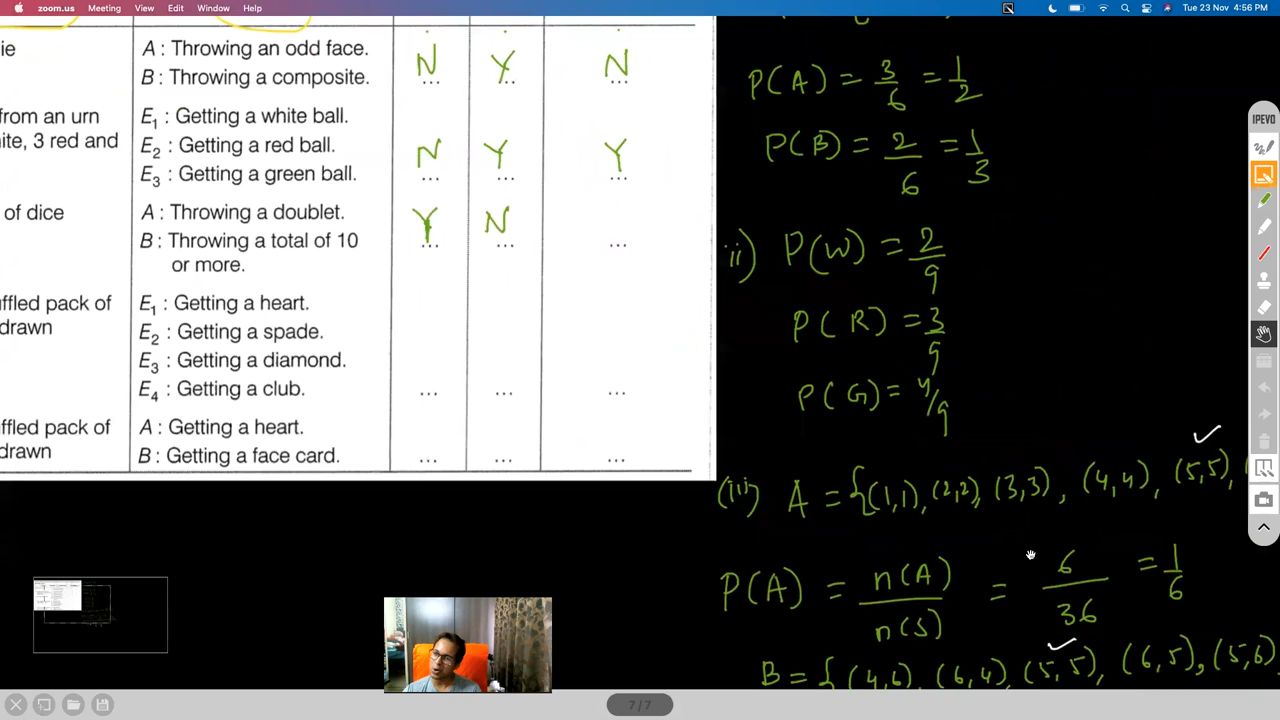 zoom.us Meeting View Edit Window Help
Tue 23 Nov 4:56 PM
ie
A : Throwing an odd face.
B : Throwing a composite.
N Y N
... ... ...
from an urn
ite, 3 red and
E1 : Getting a white ball.
E2 : Getting a red ball.
E3 : Getting a green ball.
N Y Y
... ... ...
of dice
A : Throwing a doublet.
B : Throwing a total of 10
or more.
Y N
... ... ...
ffled pack of
drawn
E1 : Getting a heart.
E2 : Getting a spade.
E3 : Getting a diamond.
E4 : Getting a club.
... ... ...
ffled pack of
drawn
A : Getting a heart.
B : Getting a face card.
... ... ...
P(A) = 3/6 = 1/2
P(B) = 2/6 = 1/3
ii) P(W) = 2/9
P(R) = 3/9
P(G) = 4/9
(iii) A = {(1,1), (2,2), (3,3), (4,4), (5,5),
P(A) = n(A)/n(S) = 6/36 = 1/6
B = { (4,6), (6,4), (5,5), (6,5), (5,6)
IPEVO
7/7